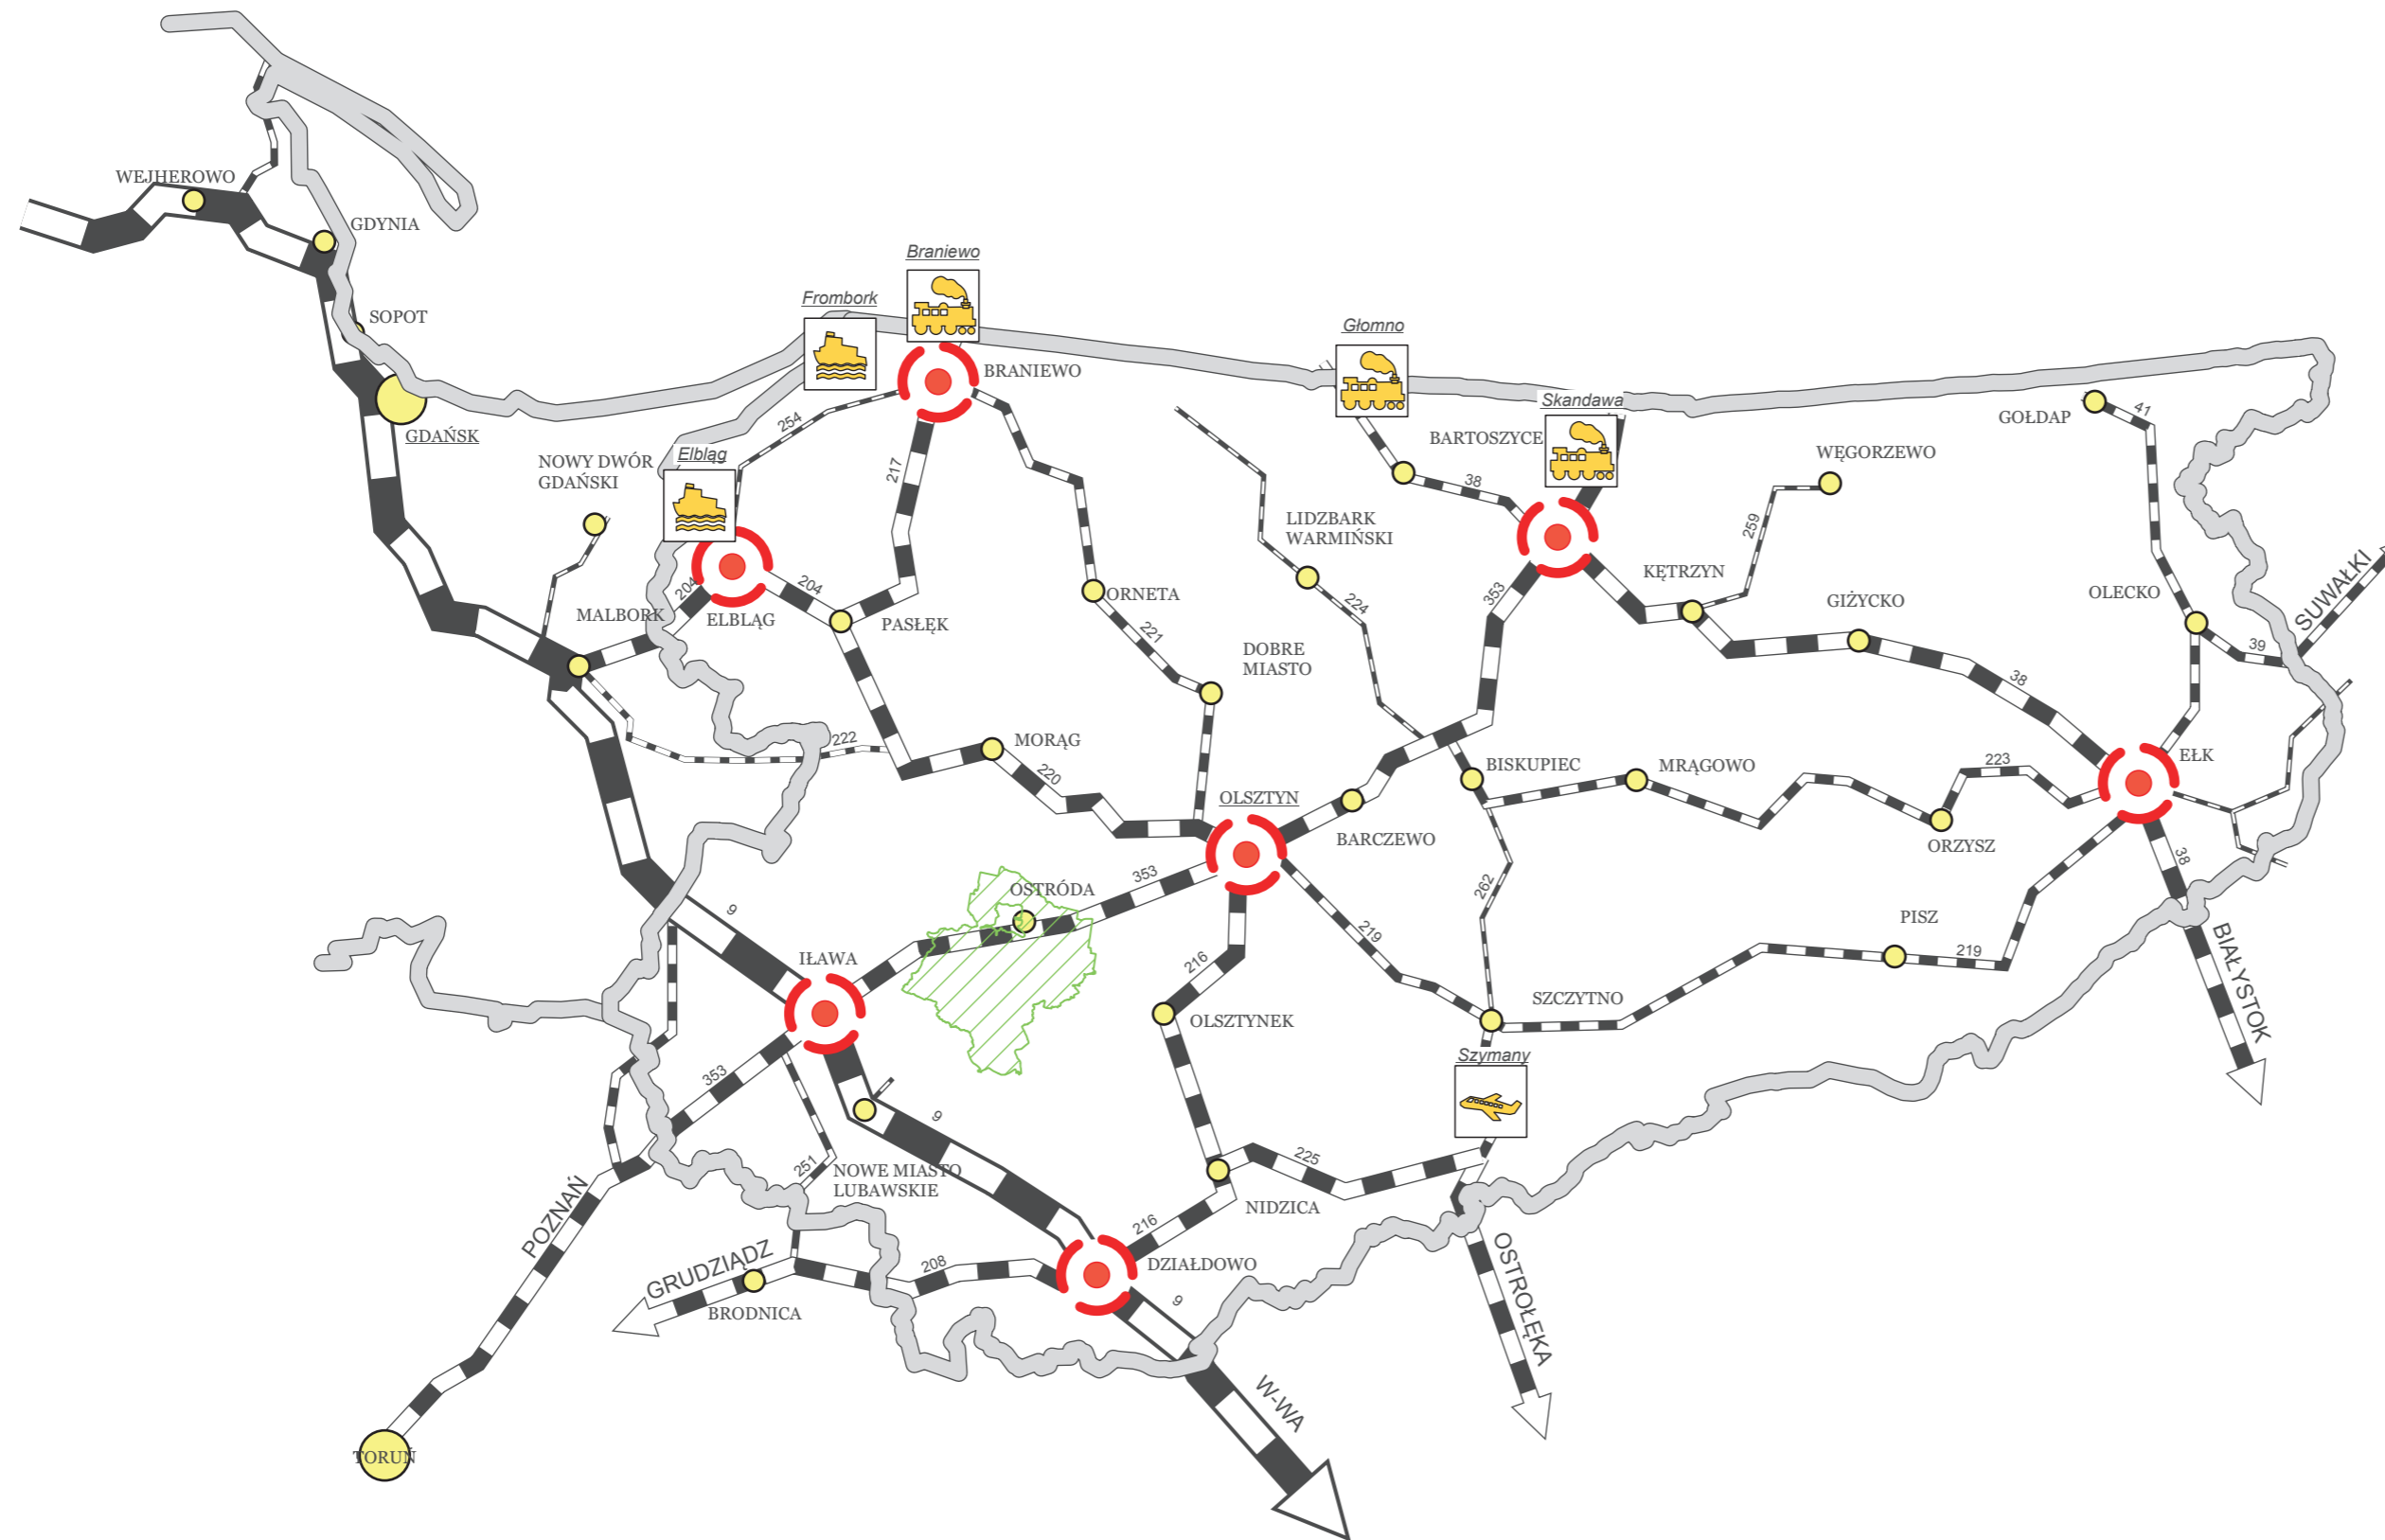 WEJHEROWO
GDYNIA
Braniewo
Frombork
SOPOT
Głomno
BRANIEWO
Skandawa
GOŁDAP
41
254
GDAŃSK
BARTOSZYCE
NOWY DWÓR
GDAŃSKI
Elbląg
217
38
WĘGORZEWO
LIDZBARK
WARMIŃSKI
259
KĘTRZYN
GIŻYCKO
OLECKO
SUWAŁKI
204
204
353
MALBORK
ELBLĄG
PASŁĘK
ORNETA
224
221
DOBRE
MIASTO
39
38
222
MORĄG
BISKUPIEC
MRĄGOWO
223
EŁK
220
OLSZTYN
BARCZEWO
ORZYSZ
38
353
OSTRÓDA
262
9
PISZ
219
219
IŁAWA
216
BIAŁYSTOK
OLSZTYNEK
SZCZYTNO
Szymany
353
9
225
251
NOWE MIASTO
LUBAWSKIE
POZNAŃ
NIDZICA
216
GRUDZIĄDZ
208
DZIAŁDOWO
OSTROŁĘKA
BRODNICA
9
W-WA
TORUŃ